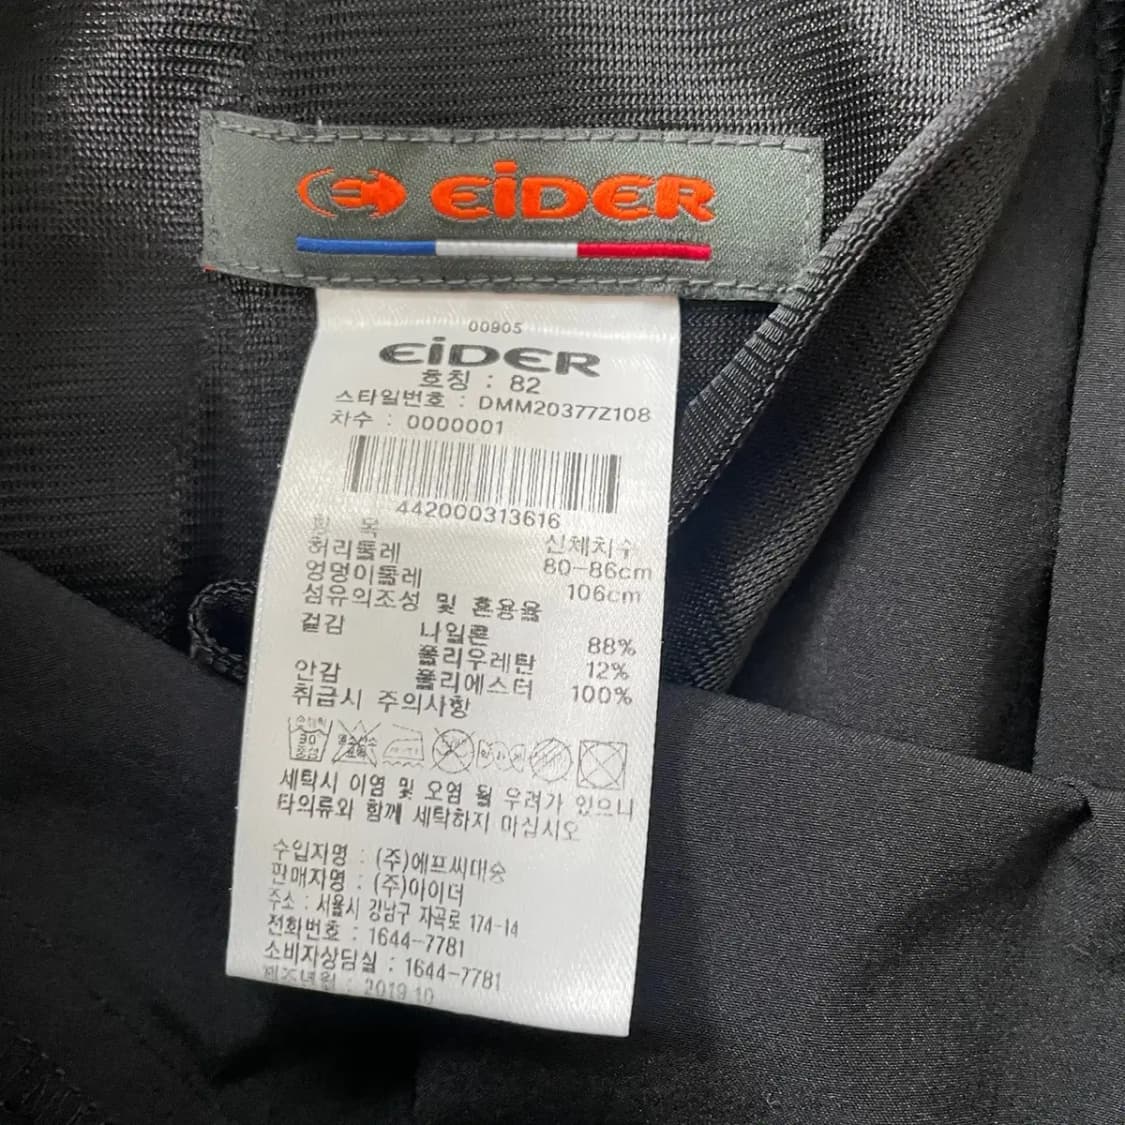 EiDER
00905
EiDER
호칭 : 82
스타일번호 : DMM20377Z108
차수 : 0000001
442000313616
항 목 신체치수
허리둘레 80-86cm
엉덩이둘레 106cm
섬유의조성 및 혼용율
겉감 나일론 88%
폴리우레탄 12%
안감 폴리에스터 100%
취급시 주의사항
30 중성
세탁시 이염 및 오염 될 우려가 있으니
타의류와 함께 세탁하지 마십시오
수입자명 : (주)에프씨대승
판매자명 : (주)아이더
주소 : 서울시 강남구 자곡로 174-14
전화번호 : 1644-7781
소비자상담실 : 1644-7781
제조년월 : 2019.10